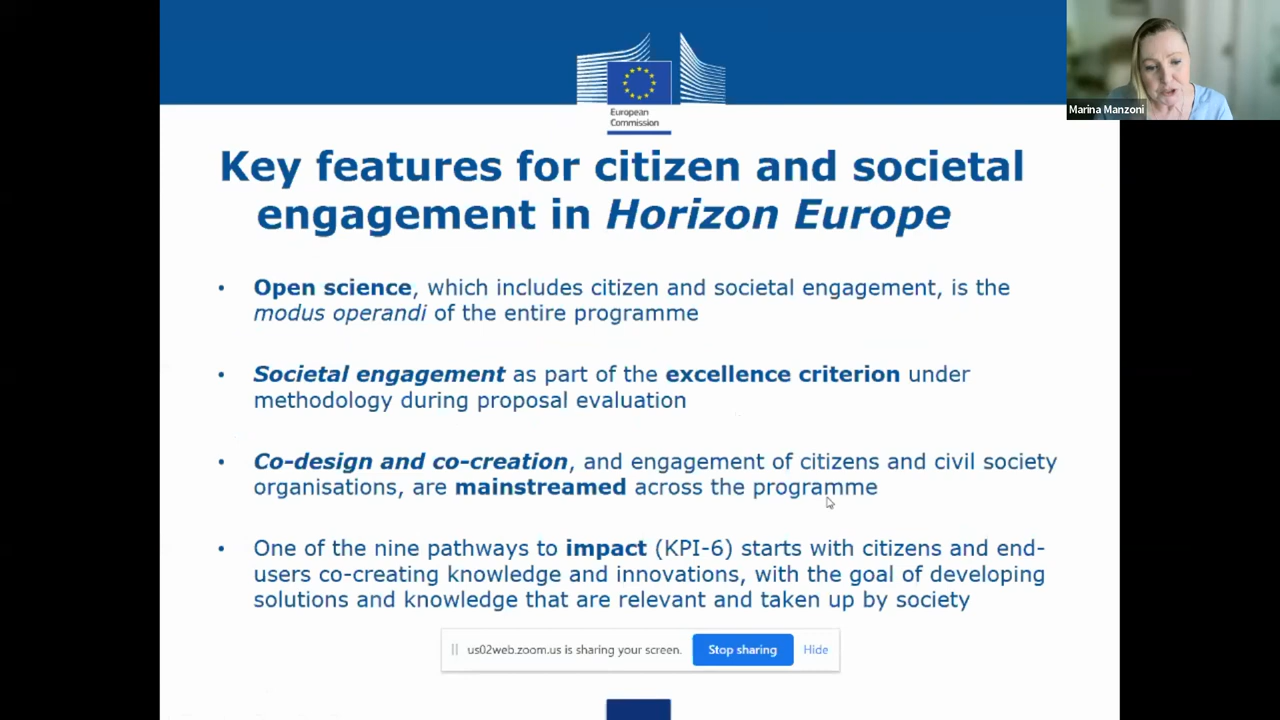 Marina Manzoni
European
Commission
Key features for citizen and societal
engagement in Horizon Europe
• Open science, which includes citizen and societal engagement, is the
modus operandi of the entire programme
• Societal engagement as part of the excellence criterion under
methodology during proposal evaluation
• Co-design and co-creation, and engagement of citizens and civil society
organisations, are mainstreamed across the programme
• One of the nine pathways to impact (KPI-6) starts with citizens and end-
users co-creating knowledge and innovations, with the goal of developing
solutions and knowledge that are relevant and taken up by society
us02web.zoom.us is sharing your screen. Stop sharing Hide